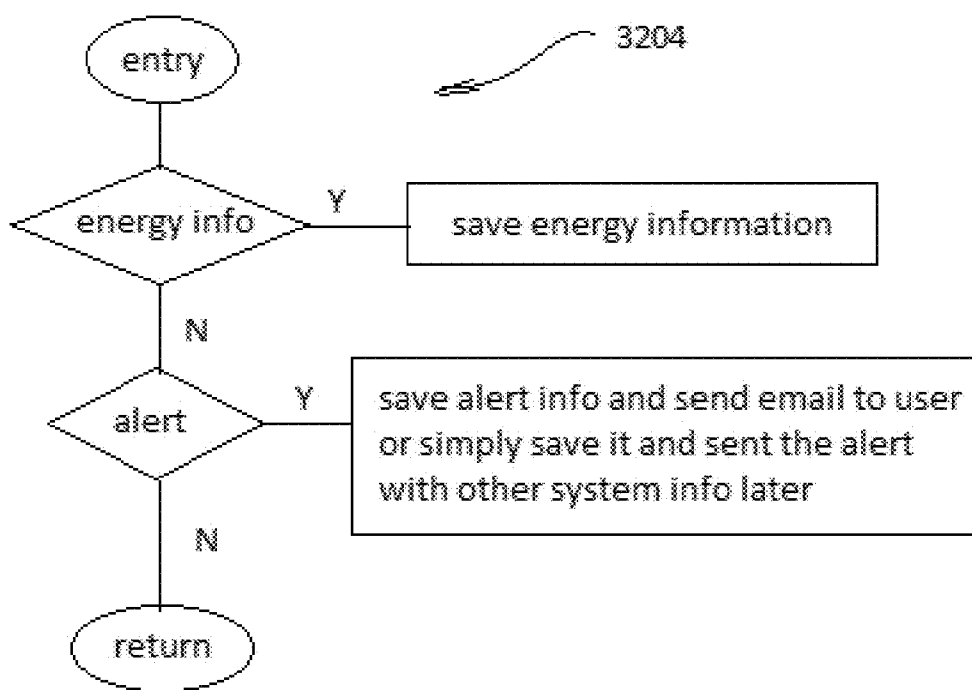 entry
3204
energy info
Y
save energy information
N
alert
Y
save alert info and send email to user
or simply save it and sent the alert
with other system info later
N
return